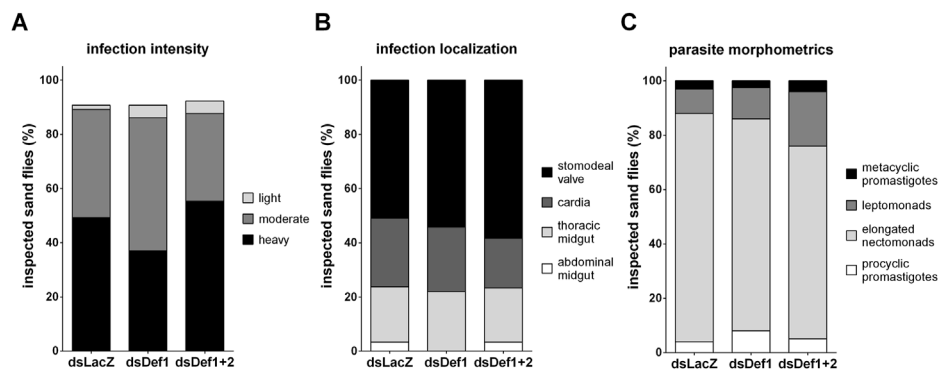 A
infection intensity
inspected sand flies (%)
100
80
60
40
20
0
dsLacZ dsDef1 dsDef1+2
light
moderate
heavy
B
infection localization
inspected sand flies (%)
100
80
60
40
20
0
dsLacZ dsDef1 dsDef1+2
stomodeal
valve
cardia
thoracic
midgut
abdominal
midgut
C
parasite morphometrics
inspected sand flies (%)
100
80
60
40
20
0
dsLacZ dsDef1 dsDef1+2
metacyclic
promastigotes
leptomonads
elongated
nectomonads
procyclic
promastigotes